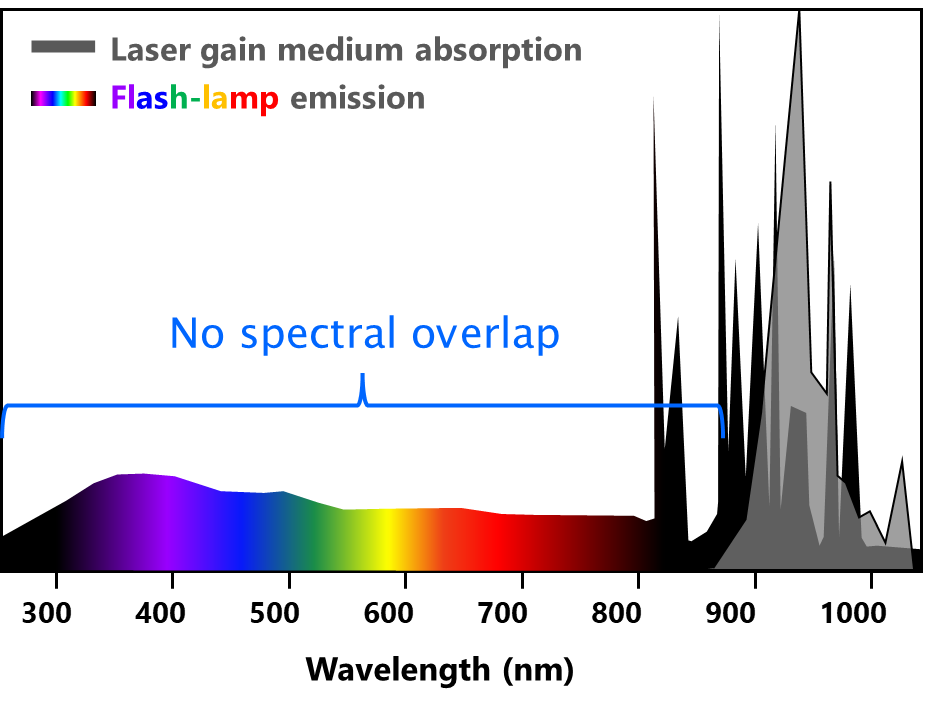 Laser gain medium absorption
Flash-lamp emission
No spectral overlap
300 400 500 600 700 800 900 1000
Wavelength (nm)